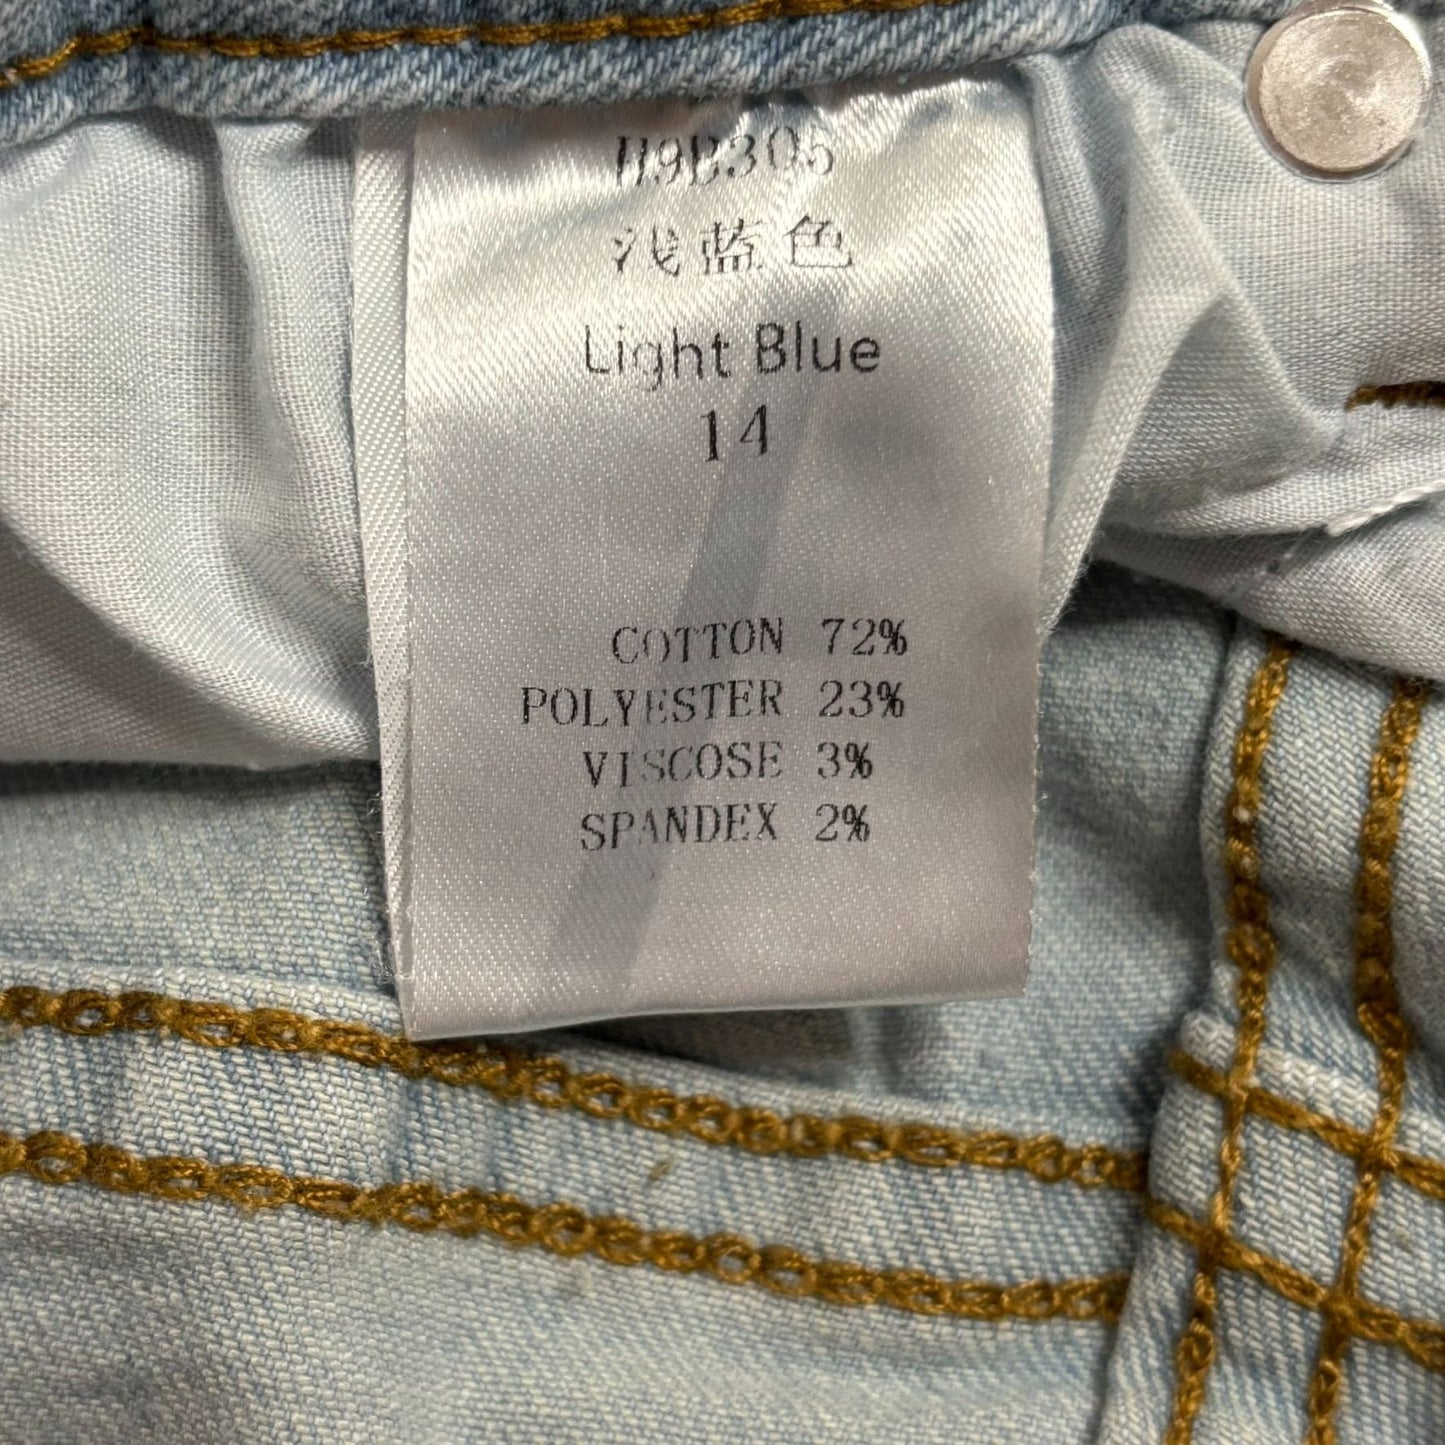 H9B305
浅蓝色
Light Blue
14
COTTON 72%
POLYESTER 23%
VISCOSE 3%
SPANDEX 2%